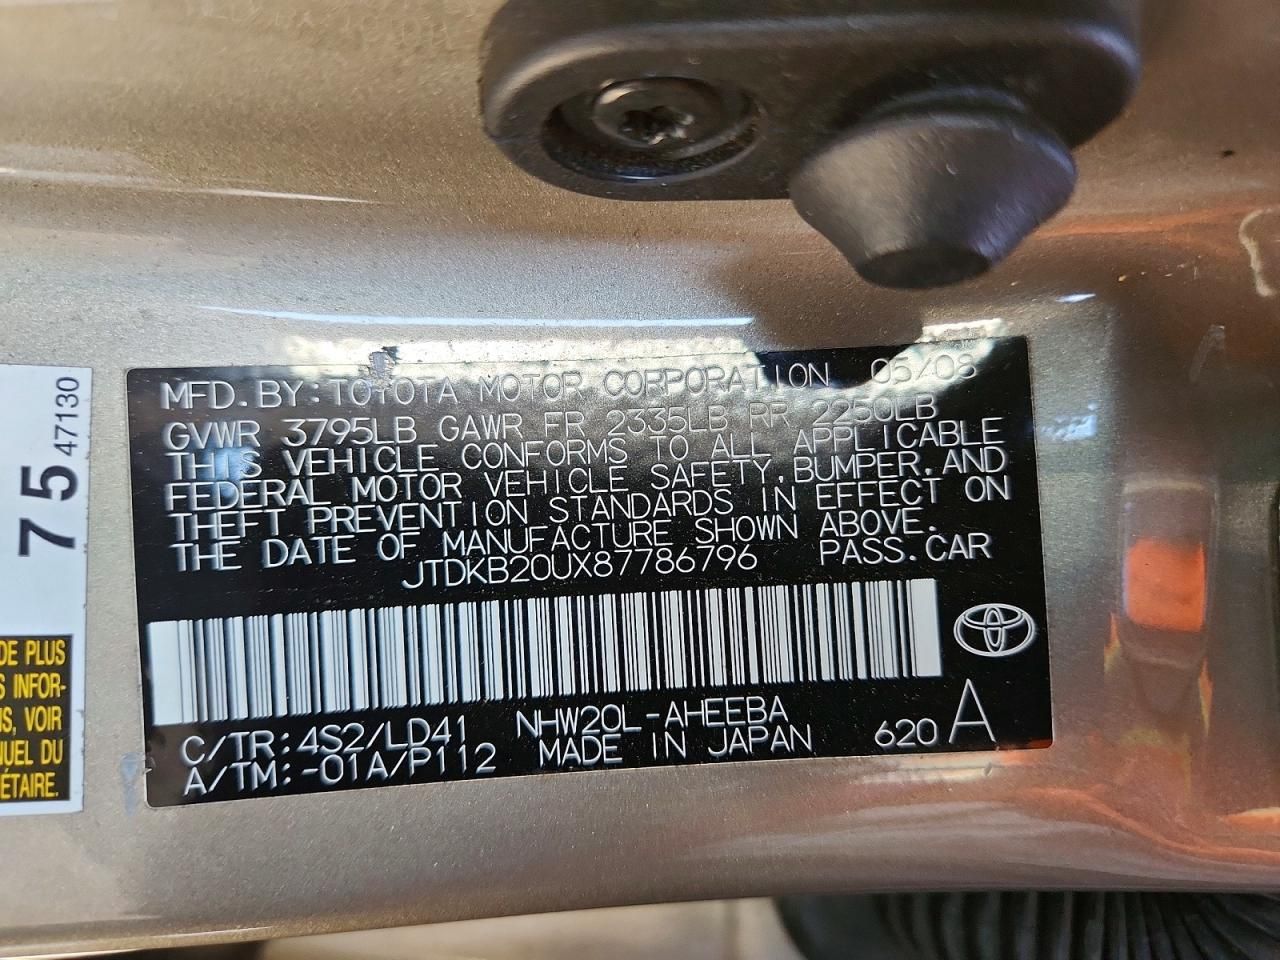 MFD.BY:TOYOTA MOTOR CORPORATION 05/08
GVWR 3795LB GAWR FR 2335LB RR 2250LB
THIS VEHICLE CONFORMS TO ALL APPLICABLE
FEDERAL MOTOR VEHICLE SAFETY,BUMPER,AND
THEFT PREVENTION STANDARDS IN EFFECT ON
THE DATE OF MANUFACTURE SHOWN ABOVE.
JTDKB20UX87786796 PASS.CAR
C/TR:4S2/LD41 NHW20L-AHEEBA
A/TM:-01A/P112 MADE IN JAPAN 620 A
75 47130
DE PLUS
S INFOR-
NS, VOIR
NUEL DU
ÉTAIRE.